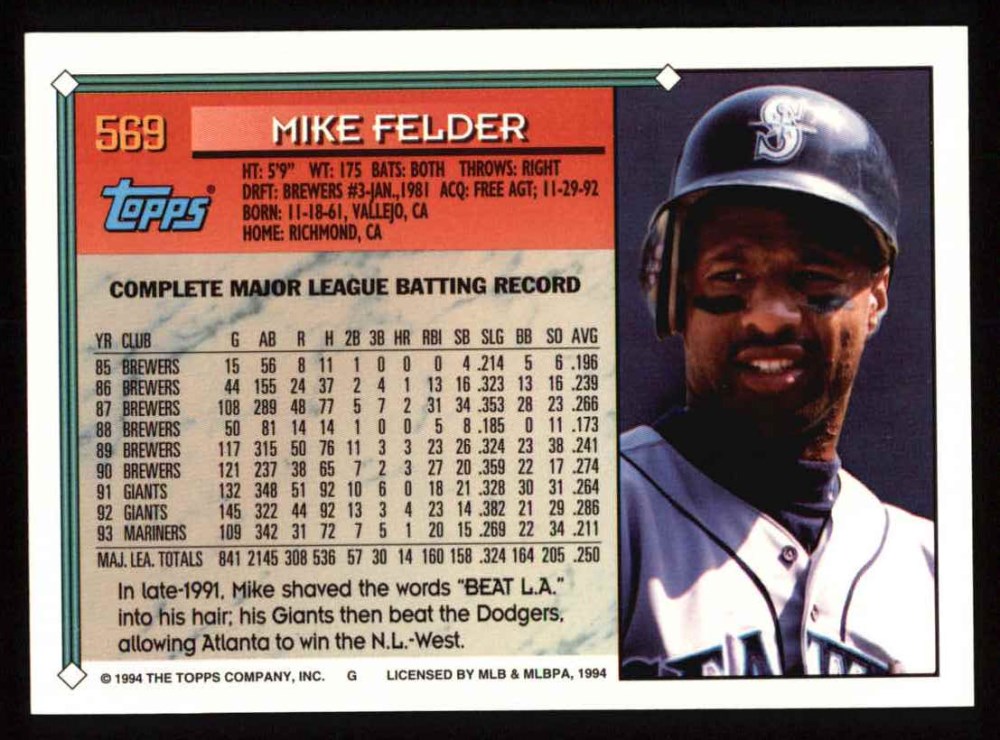 569
MIKE FELDER
Topps®
HT: 5'9" WT: 175 BATS: BOTH THROWS: RIGHT
DRFT: BREWERS #3-JAN.,1981 ACQ: FREE AGT; 11-29-92
BORN: 11-18-61, VALLEJO, CA
HOME: RICHMOND, CA
COMPLETE MAJOR LEAGUE BATTING RECORD
YR CLUB G AB R H 2B 3B HR RBI SB SLG BB SO AVG
85 BREWERS 15 56 8 11 1 0 0 0 4 .214 5 6 .196
86 BREWERS 44 155 24 37 2 4 1 13 16 .323 13 16 .239
87 BREWERS 108 289 48 77 5 7 2 31 34 .353 28 23 .266
88 BREWERS 50 81 14 14 1 0 0 5 8 .185 0 11 .173
89 BREWERS 117 315 50 76 11 3 3 23 26 .324 23 38 .241
90 BREWERS 121 237 38 65 7 2 3 27 20 .359 22 17 .274
91 GIANTS 132 348 51 92 10 6 0 18 21 .328 30 31 .264
92 GIANTS 145 322 44 92 13 3 4 23 14 .382 21 29 .286
93 MARINERS 109 342 31 72 7 5 1 20 15 .269 22 34 .211
MAJ. LEA. TOTALS 841 2145 308 536 57 30 14 160 158 .324 164 205 .250
In late-1991, Mike shaved the words "BEAT L.A."
into his hair; his Giants then beat the Dodgers,
allowing Atlanta to win the N.L.-West.
© 1994 THE TOPPS COMPANY, INC. G LICENSED BY MLB & MLBPA, 1994
S